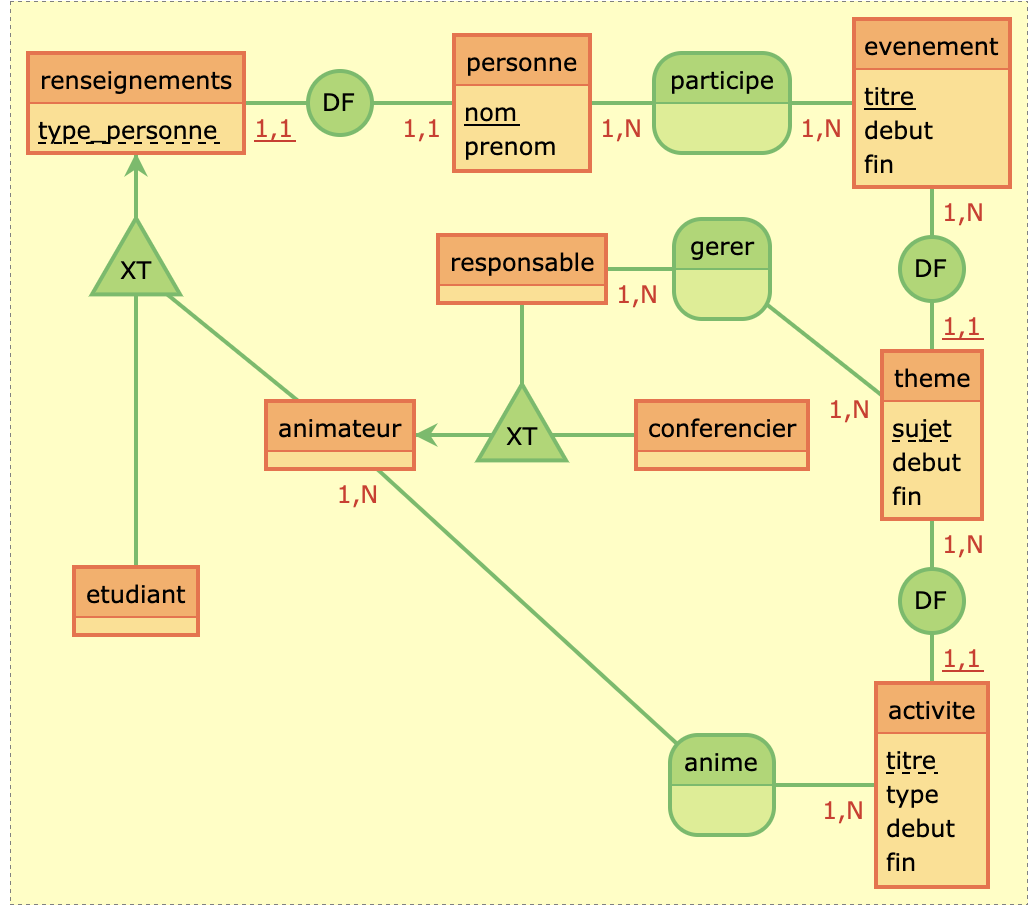 renseignements
type_personne
1,1
DF
1,1
personne
nom
prenom
1,N
participe
1,N
evenement
titre
debut
fin
1,N
DF
1,1
XT
responsable
1,N
gerer
1,N
theme
sujet
debut
fin
animateur
1,N
XT
conferencier
1,N
DF
1,1
etudiant
anime
1,N
activite
titre
type
debut
fin